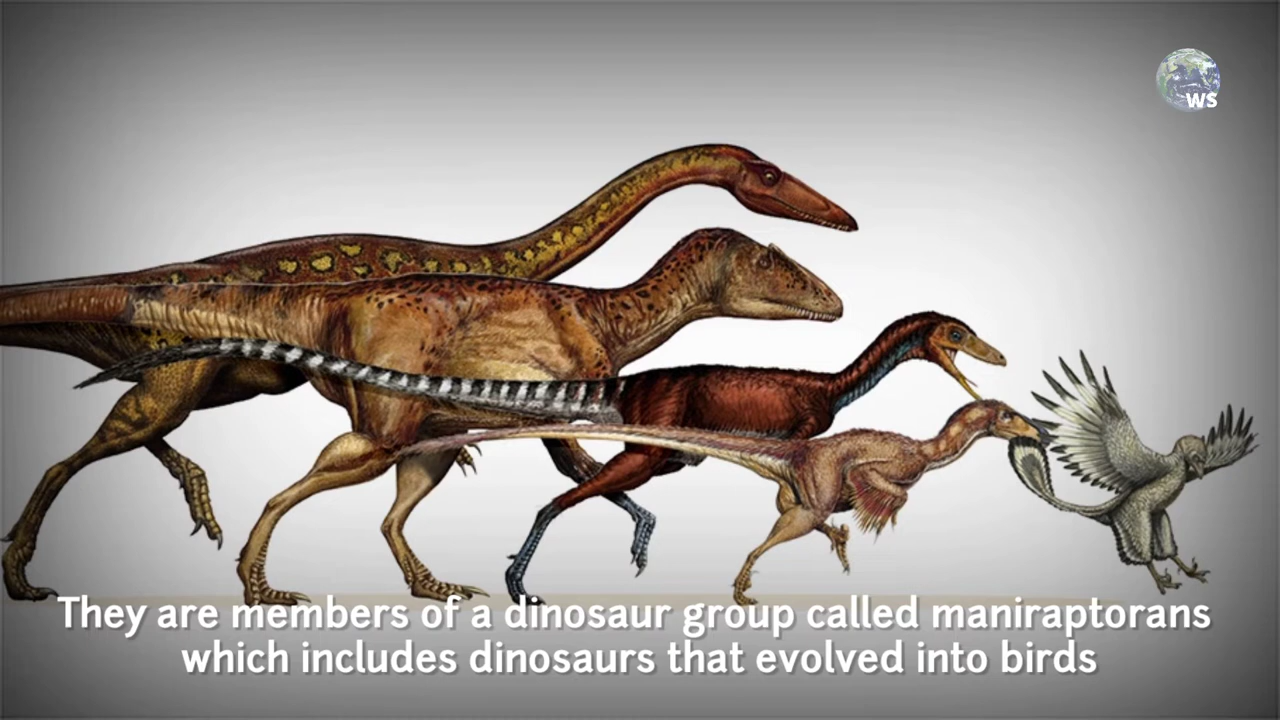 WS
They are members of a dinosaur group called maniraptorans
which includes dinosaurs that evolved into birds